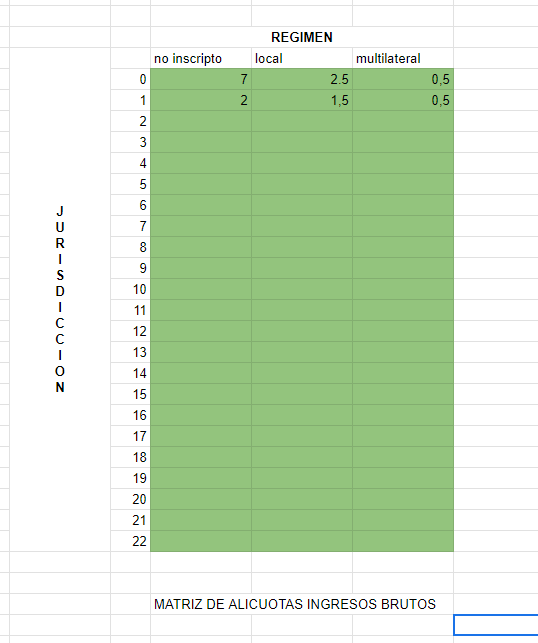 REGIMEN
no inscripto local multilateral
0 7 2.5 0,5
1 2 1,5 0,5
2
3
4
5
6
7
8
9
10
11
12
13
14
15
16
17
18
19
20
21
22
J
U
R
I
S
D
I
C
C
I
O
N
MATRIZ DE ALICUOTAS INGRESOS BRUTOS